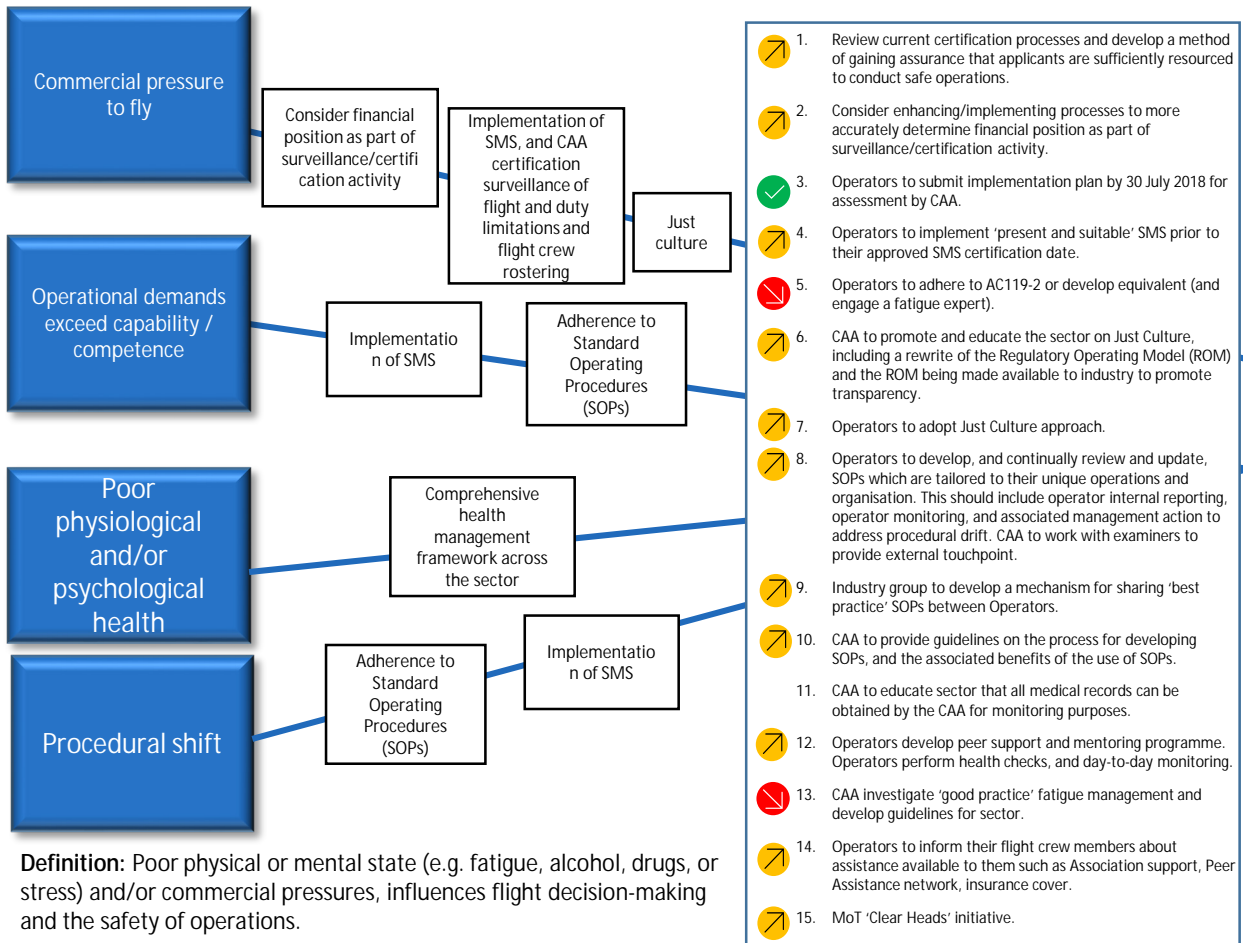 Commercial pressure
to fly
Consider financial
position as part of
surveillance/certifi
cation activity
Implementation of
SMS, and CAA
certification
surveillance of
flight and duty
limitations and
flight crew
rostering
Just
culture
Operational demands
exceed capability /
competence
Implementatio
n of SMS
Adherence to
Standard
Operating
Procedures
(SOPs)
Poor
physiological
and/or
psychological
health
Comprehensive
health
management
framework across
the sector
Procedural shift
Adherence to
Standard
Operating
Procedures
(SOPs)
Implementatio
n of SMS
Definition: Poor physical or mental state (e.g. fatigue, alcohol, drugs, or
stress) and/or commercial pressures, influences flight decision-making
and the safety of operations.
1. Review current certification processes and develop a method
of gaining assurance that applicants are sufficiently resourced
to conduct safe operations.
2. Consider enhancing/implementing processes to more
accurately determine financial position as part of
surveillance/certification activity.
3. Operators to submit implementation plan by 30 July 2018 for
assessment by CAA.
4. Operators to implement ‘present and suitable’ SMS prior to
their approved SMS certification date.
5. Operators to adhere to AC119-2 or develop equivalent (and
engage a fatigue expert).
6. CAA to promote and educate the sector on Just Culture,
including a rewrite of the Regulatory Operating Model (ROM)
and the ROM being made available to industry to promote
transparency.
7. Operators to adopt Just Culture approach.
8. Operators to develop, and continually review and update,
SOPs which are tailored to their unique operations and
organisation. This should include operator internal reporting,
operator monitoring, and associated management action to
address procedural drift. CAA to work with examiners to
provide external touchpoint.
9. Industry group to develop a mechanism for sharing ‘best
practice’ SOPs between Operators.
10. CAA to provide guidelines on the process for developing
SOPs, and the associated benefits of the use of SOPs.
11. CAA to educate sector that all medical records can be
obtained by the CAA for monitoring purposes.
12. Operators develop peer support and mentoring programme.
Operators perform health checks, and day-to-day monitoring.
13. CAA investigate ‘good practice’ fatigue management and
develop guidelines for sector.
14. Operators to inform their flight crew members about
assistance available to them such as Association support, Peer
Assistance network, insurance cover.
15. MoT ‘Clear Heads’ initiative.